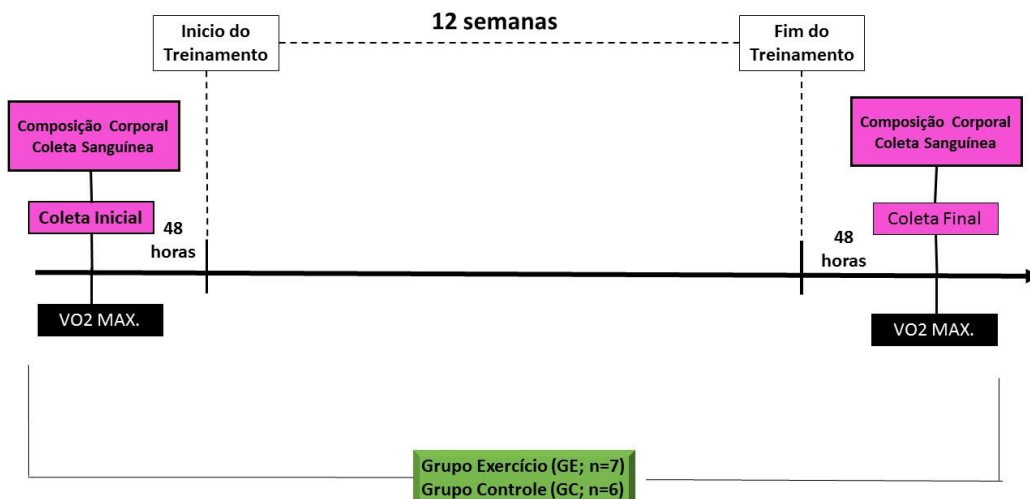 12 semanas
Inicio do
Treinamento
Fim do
Treinamento
Composição Corporal
Coleta Sanguínea
Composição Corporal
Coleta Sanguínea
Coleta Inicial
48
horas
48
horas
Coleta Final
VO2 MAX.
VO2 MAX.
Grupo Exercício (GE; n=7)
Grupo Controle (GC; n=6)